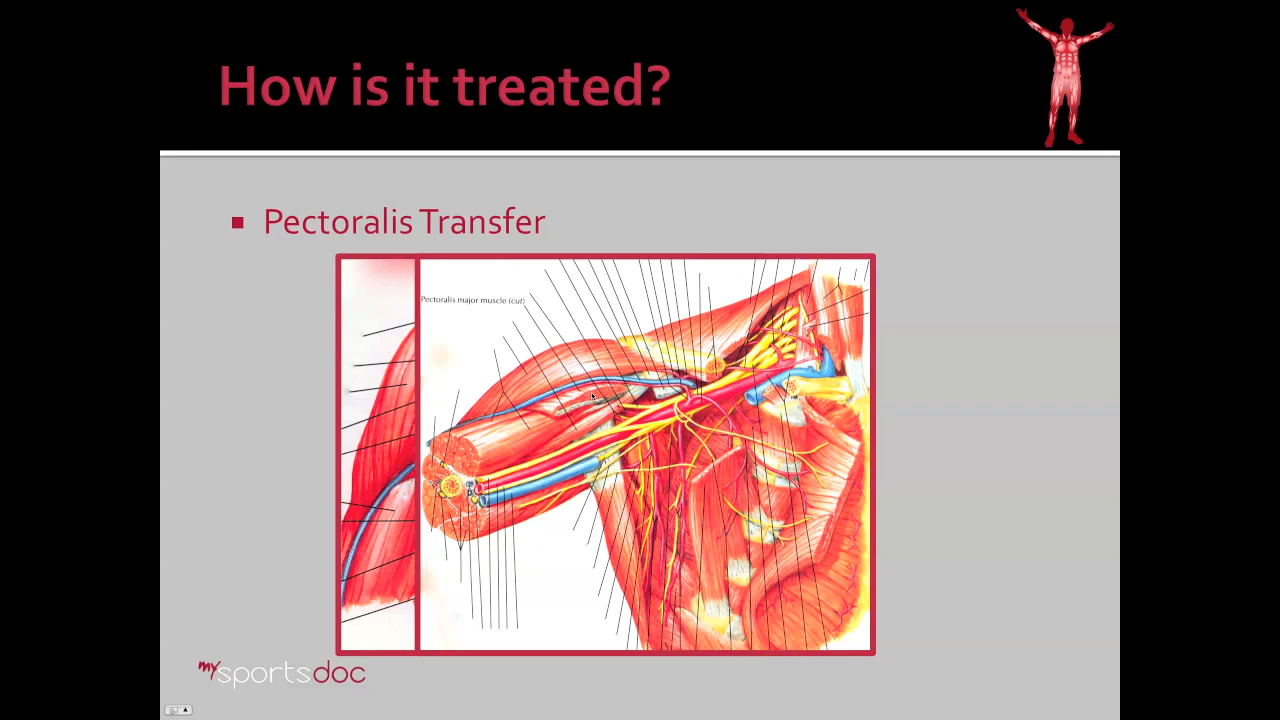 How is it treated?
Pectoralis Transfer
Pectoralis major muscle (cut)
mysportsdoc